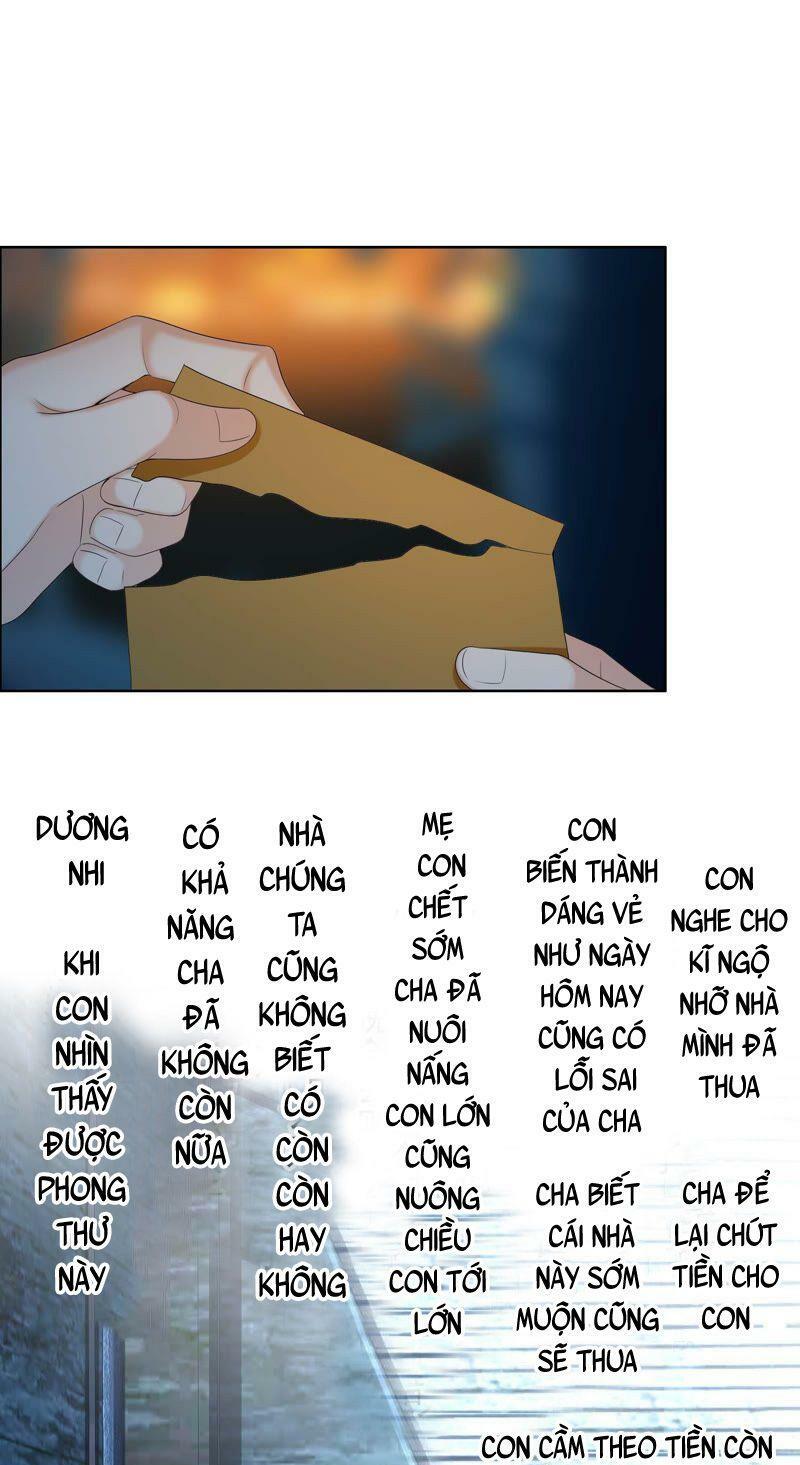 DƯƠNG
NHI
KHI
CON
NHÌN
THẤY
ĐƯỢC
PHONG
THƯ
NÀY
CÓ
KHẢ
NĂNG
CHA
ĐÃ
KHÔNG
CÒN
NỮA
NHÀ
CHÚNG
TA
CŨNG
KHÔNG
BIẾT
CÓ
CÒN
CÒN
HAY
KHÔNG
MẸ
CON
CHẾT
SỚM
CHA ĐÃ
NUÔI
NẤNG
CON LỚN
CŨNG
NUÔNG
CHIỀU
CON TỚI
LỚN
CON
BIẾN THÀNH
DÁNG VẺ
NHƯ NGÀY
HÔM NAY
CŨNG CÓ
LỖI SAI
CỦA CHA
CHA BIẾT
CÁI NHÀ
NÀY SỚM
MUỘN CŨNG
SẼ THUA
CON
NGHE CHO
KĨ NGỘ
NHỠ NHÀ
MÌNH ĐÃ
THUA
CHA ĐỂ
LẠI CHÚT
TIỀN CHO
CON
CON CẦM THEO TIỀN CÒN